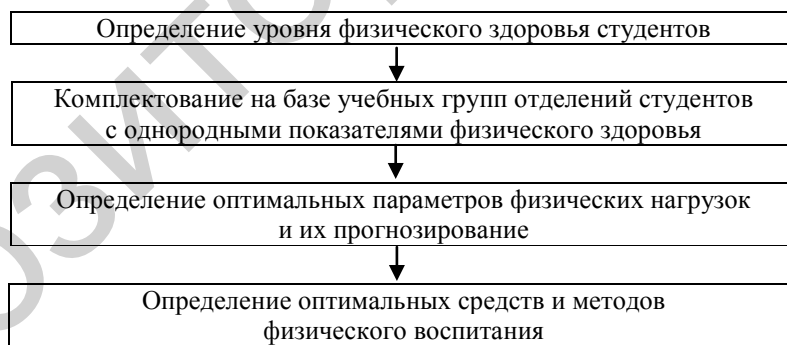 Определение уровня физического здоровья студентов
Комплектование на базе учебных групп отделений студентов
с однородными показателями физического здоровья
Определение оптимальных параметров физических нагрузок
и их прогнозирование
Определение оптимальных средств и методов
физического воспитания